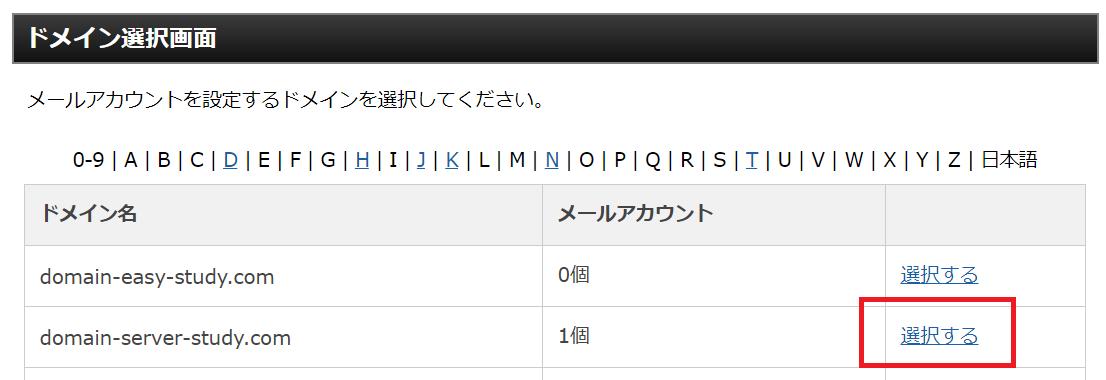 ドメイン選択画面
メールアカウントを設定するドメインを選択してください。
0-9 | A | B | C | D | E | F | G | H | I | J | K | L | M | N | O | P | Q | R | S | T | U | V | W | X | Y | Z | 日本語
ドメイン名 メールアカウント
domain-easy-study.com 0個 選択する
domain-server-study.com 1個 選択する